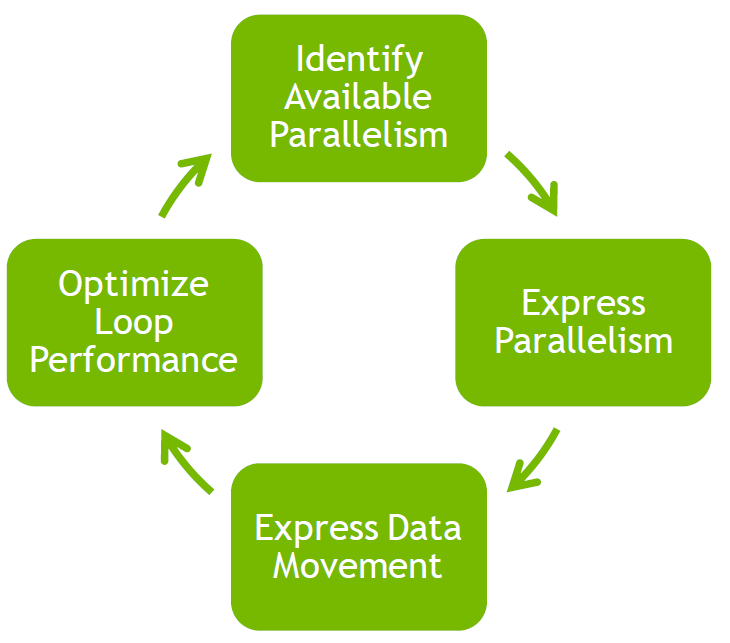 Identify
Available
Parallelism
Express
Parallelism
Express Data
Movement
Optimize
Loop
Performance